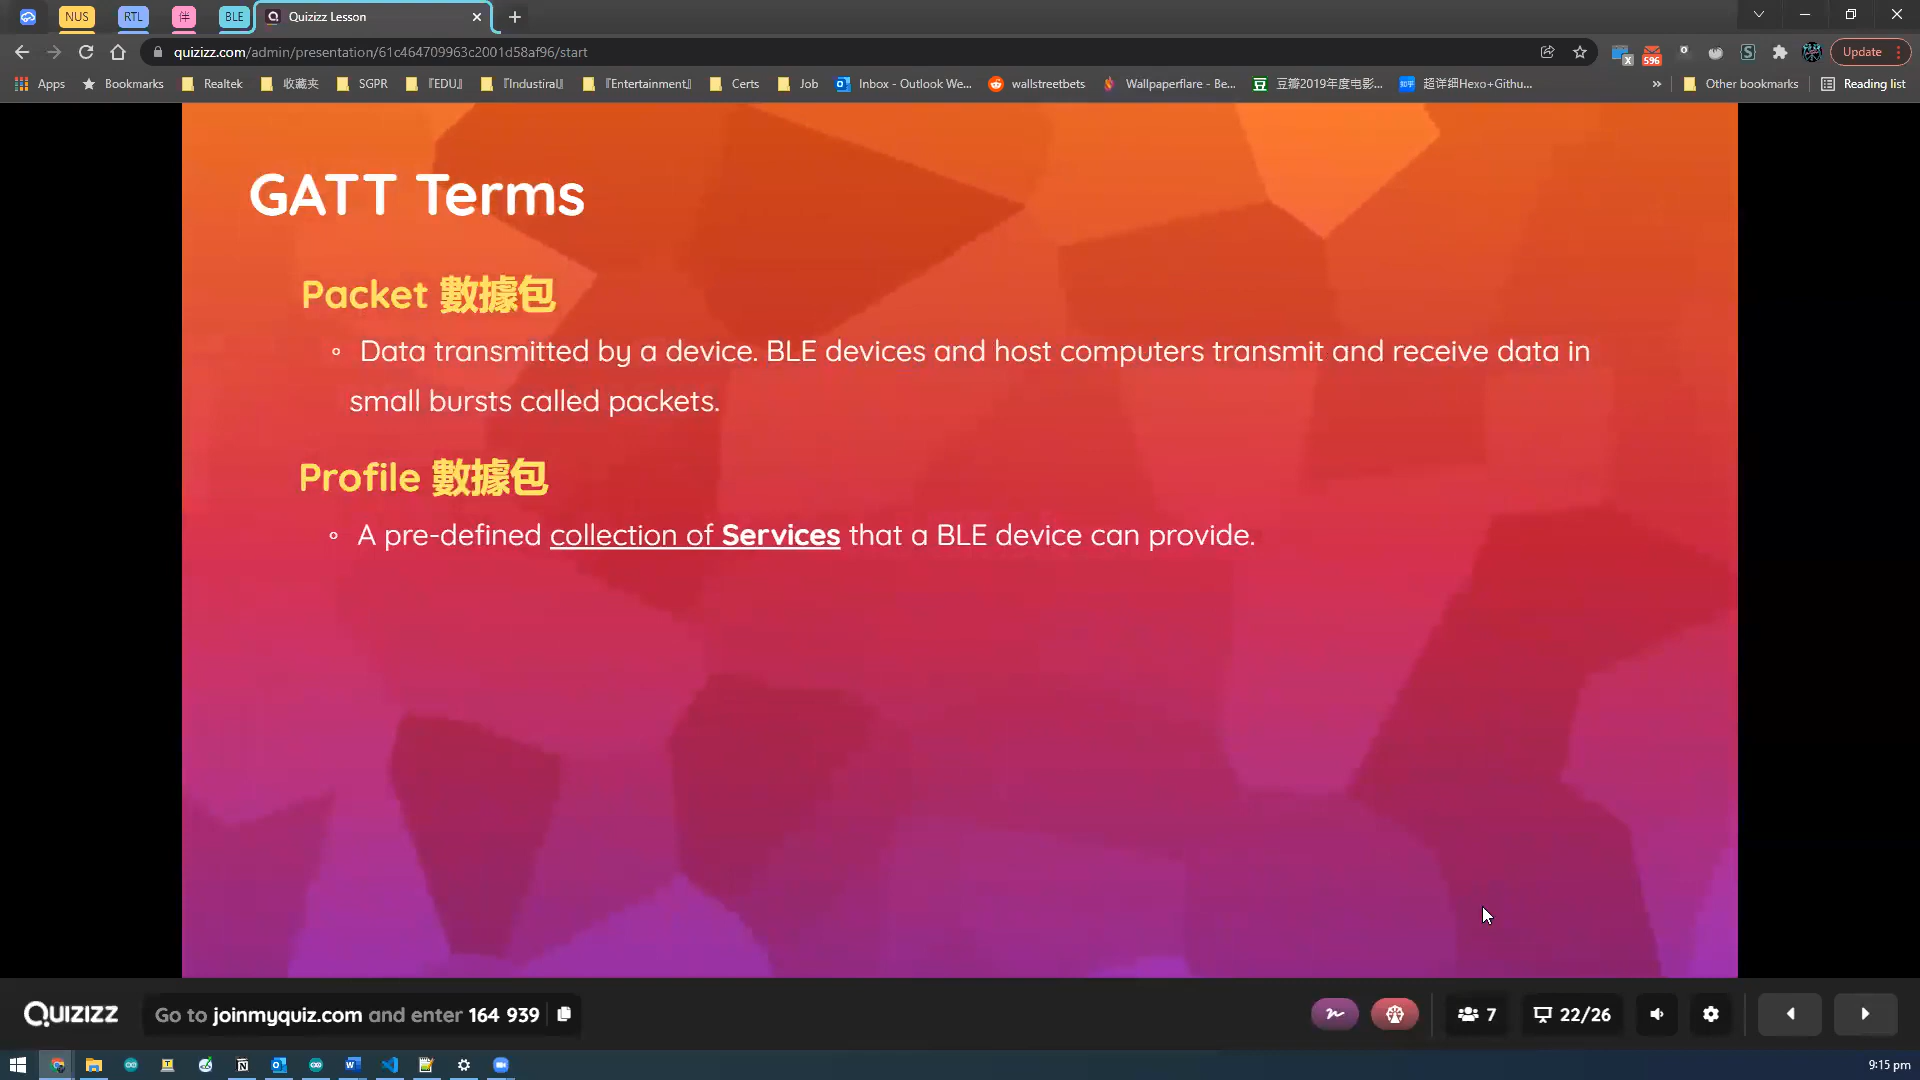 NUS
RTL
伴
BLE
Quizizz Lesson
quizizz.com/admin/presentation/61c464709963c2001d58af96/start
596
Update
Apps
Bookmarks
Realtek
收藏夹
SGPR
『EDU』
『Industiral』
『Entertainment』
Certs
Job
Inbox - Outlook We...
wallstreetbets
Wallpaperflare - Be...
豆瓣2019年度电影...
超详细Hexo+Githu...
»
Other bookmarks
Reading list
GATT Terms
Packet 數據包
◦ Data transmitted by a device. BLE devices and host computers transmit and receive data in
small bursts called packets.
Profile 數據包
◦ A pre-defined collection of Services that a BLE device can provide.
QUIZIZZ
Go to joinmyquiz.com and enter 164 939
7
22/26
9:15 pm